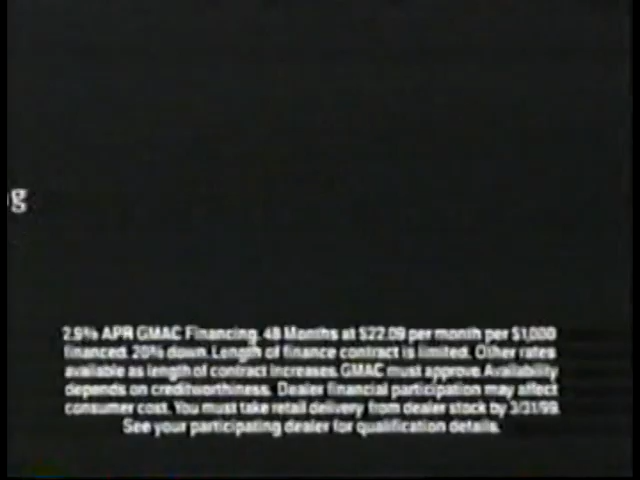 g
2.9% APR GMAC Financing. 48 Months at $22.09 per month per $1,000
financed. 20% down. Length of finance contract is limited. Other rates
available as length of contract increases. GMAC must approve. Availability
depends on creditworthiness. Dealer financial participation may affect
consumer cost. You must take retail delivery from dealer stock by 3/31/99.
See your participating dealer for qualification details.